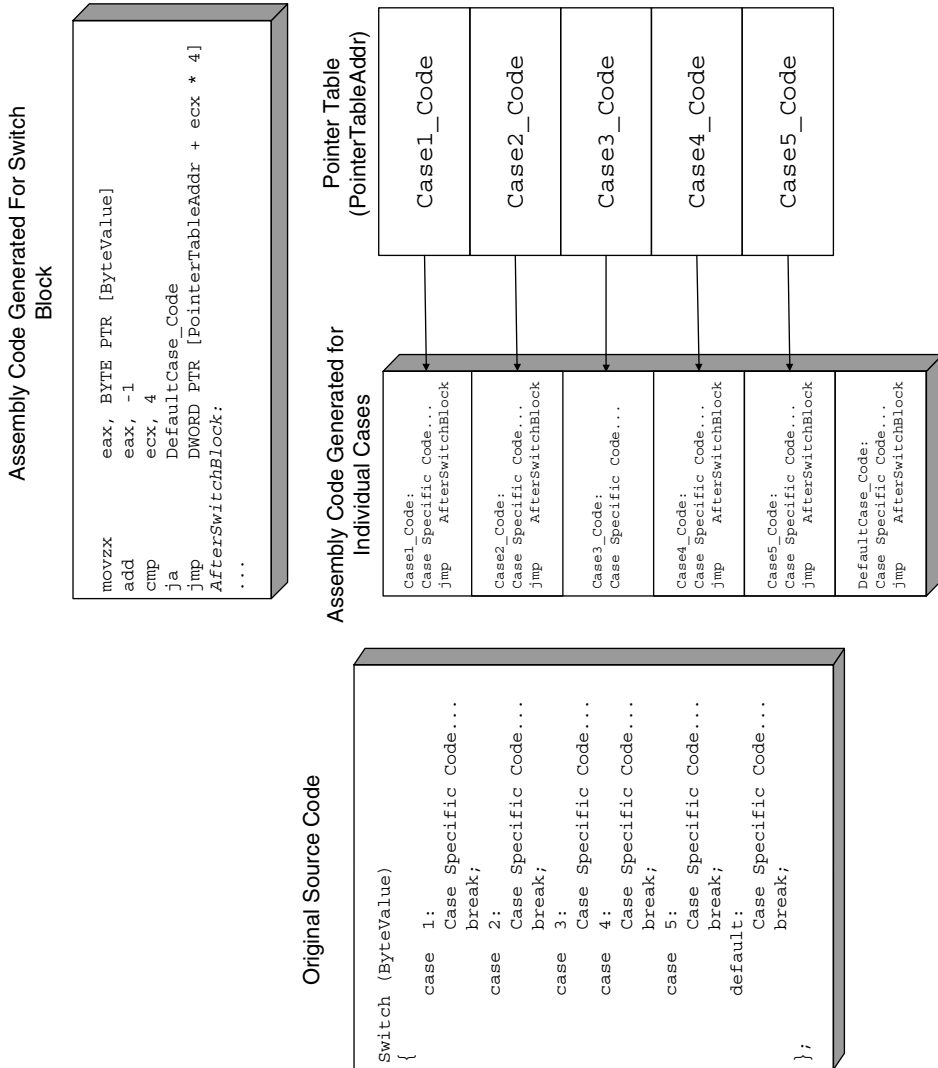 Original Source Code
Switch (ByteValue)
{
case 1:
Case Specific Code...
break;
case 2:
Case Specific Code...
break;
case 3:
Case Specific Code...
case 4:
Case Specific Code...
break;
case 5:
Case Specific Code...
break;
default:
Case Specific Code...
break;
};
Assembly Code Generated For Switch
Block
movzx eax, BYTE PTR [ByteValue]
add eax, -1
cmp ecx, 4
ja DefaultCase_Code
jmp DWORD PTR [PointerTableAddr + ecx * 4]
AfterSwitchBlock:
...
Assembly Code Generated for
Individual Cases
Case1_Code:
Case Specific Code...
jmp AfterSwitchBlock
Case2_Code:
Case Specific Code...
jmp AfterSwitchBlock
Case3_Code:
Case Specific Code...
Case4_Code:
Case Specific Code...
jmp AfterSwitchBlock
Case5_Code:
Case Specific Code...
jmp AfterSwitchBlock
DefaultCase_Code:
Case Specific Code...
jmp AfterSwitchBlock
Pointer Table
(PointerTableAddr)
Case1_Code
Case2_Code
Case3_Code
Case4_Code
Case5_Code